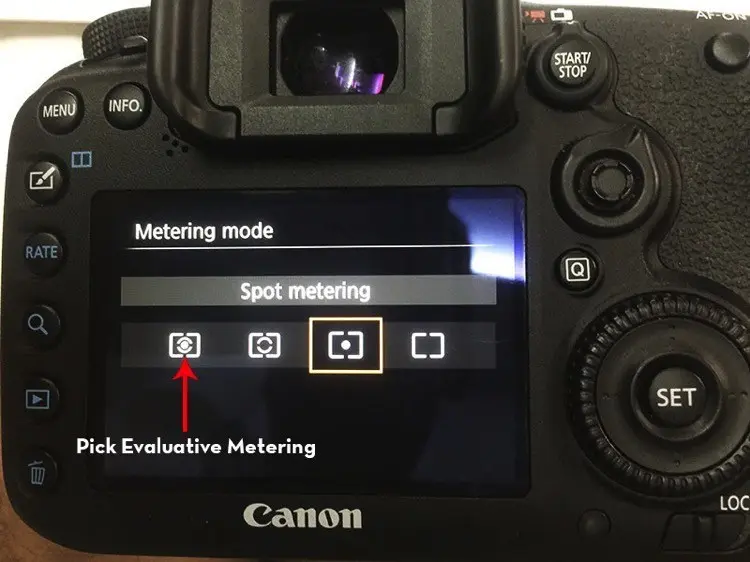 AF-ON
START/
STOP
MENU
INFO.
RATE
Metering mode
Spot metering
Q
SET
Pick Evaluative Metering
Canon
LOC